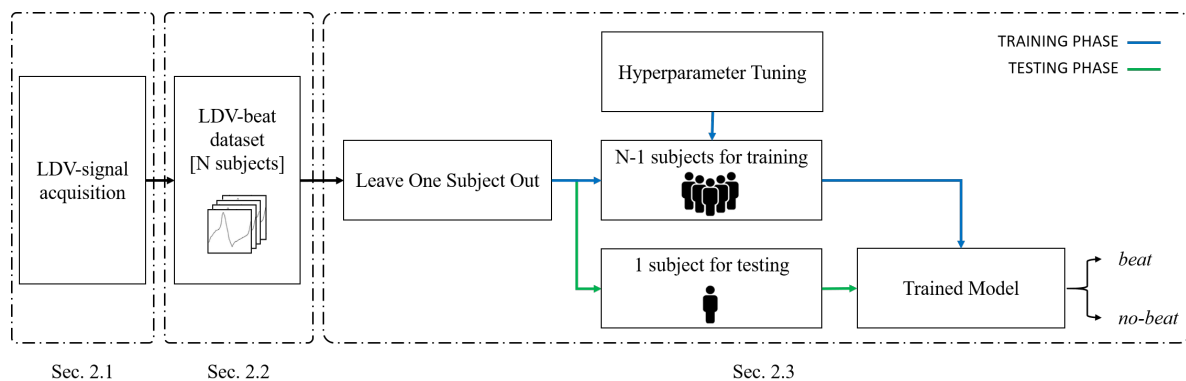 TRAINING PHASE
TESTING PHASE
LDV-signal
acquisition
LDV-beat
dataset
[N subjects]
Leave One Subject Out
Hyperparameter Tuning
N-1 subjects for training
1 subject for testing
Trained Model
beat
no-beat
Sec. 2.1
Sec. 2.2
Sec. 2.3